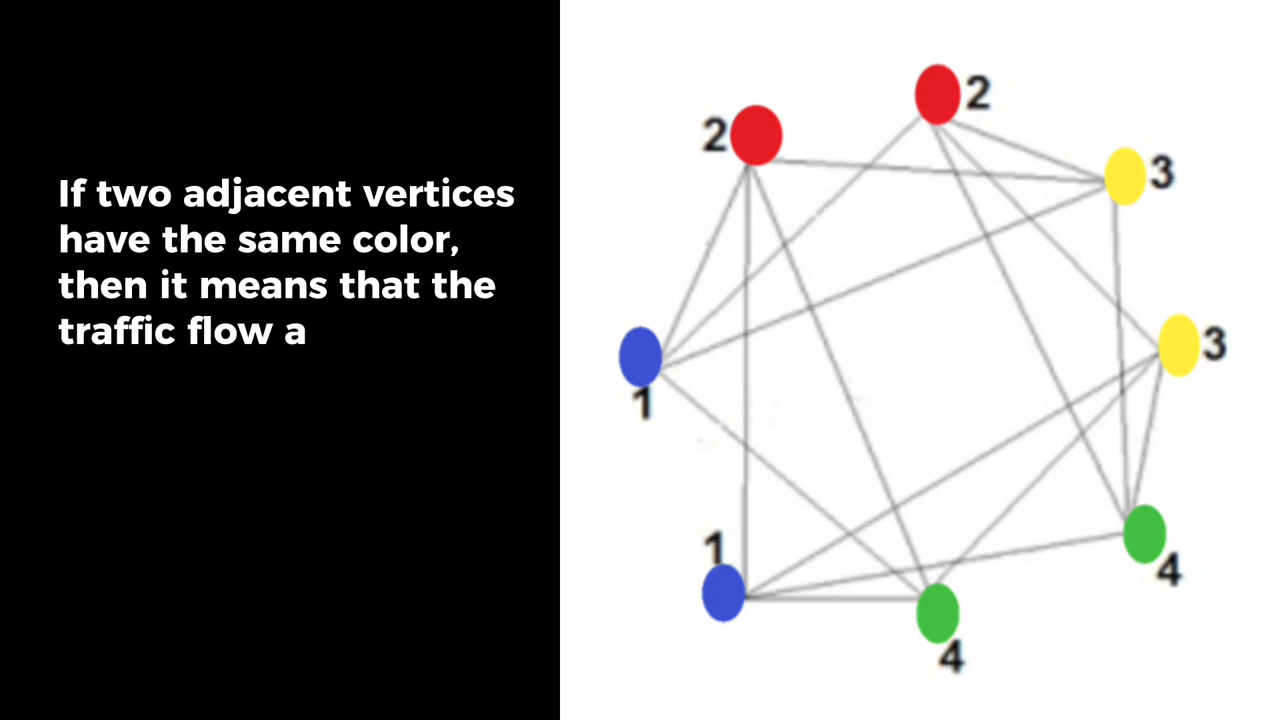 If two adjacent vertices
have the same color,
then it means that the
traffic flow a
2
2
3
1
3
1
4
4